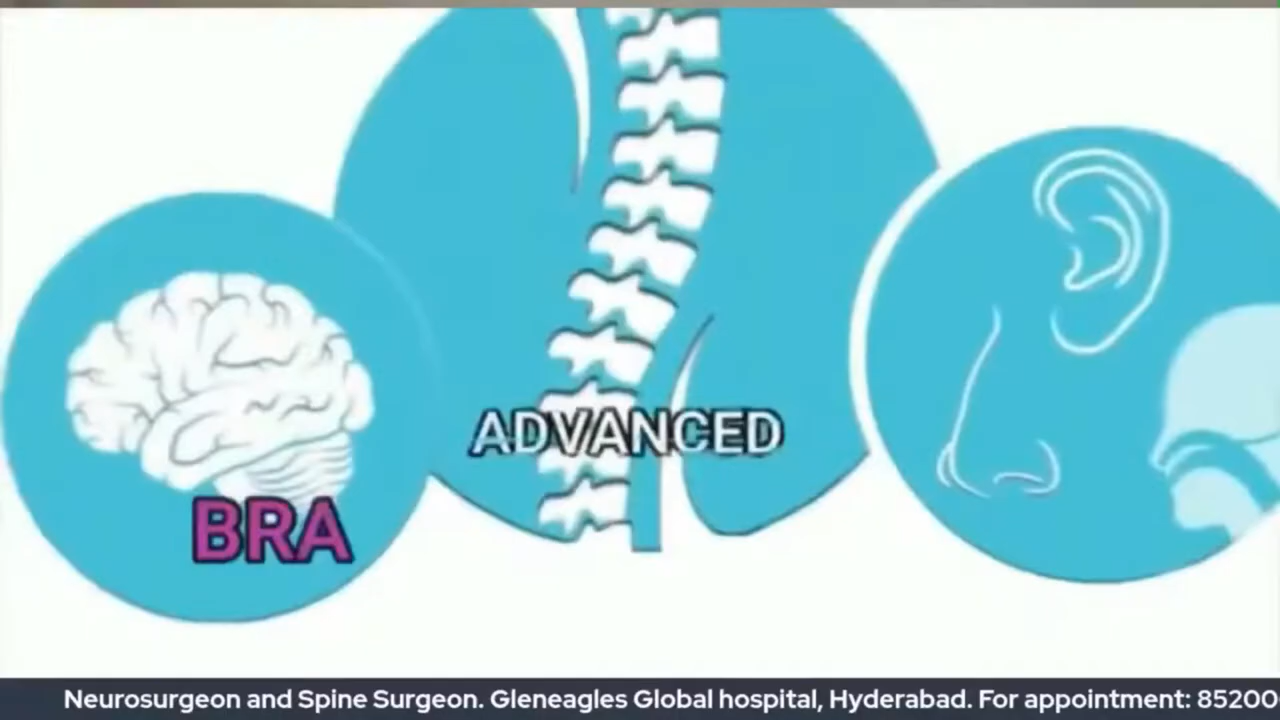 ADVANCED
BRA
Neurosurgeon and Spine Surgeon. Gleneagles Global hospital, Hyderabad. For appointment: 85200